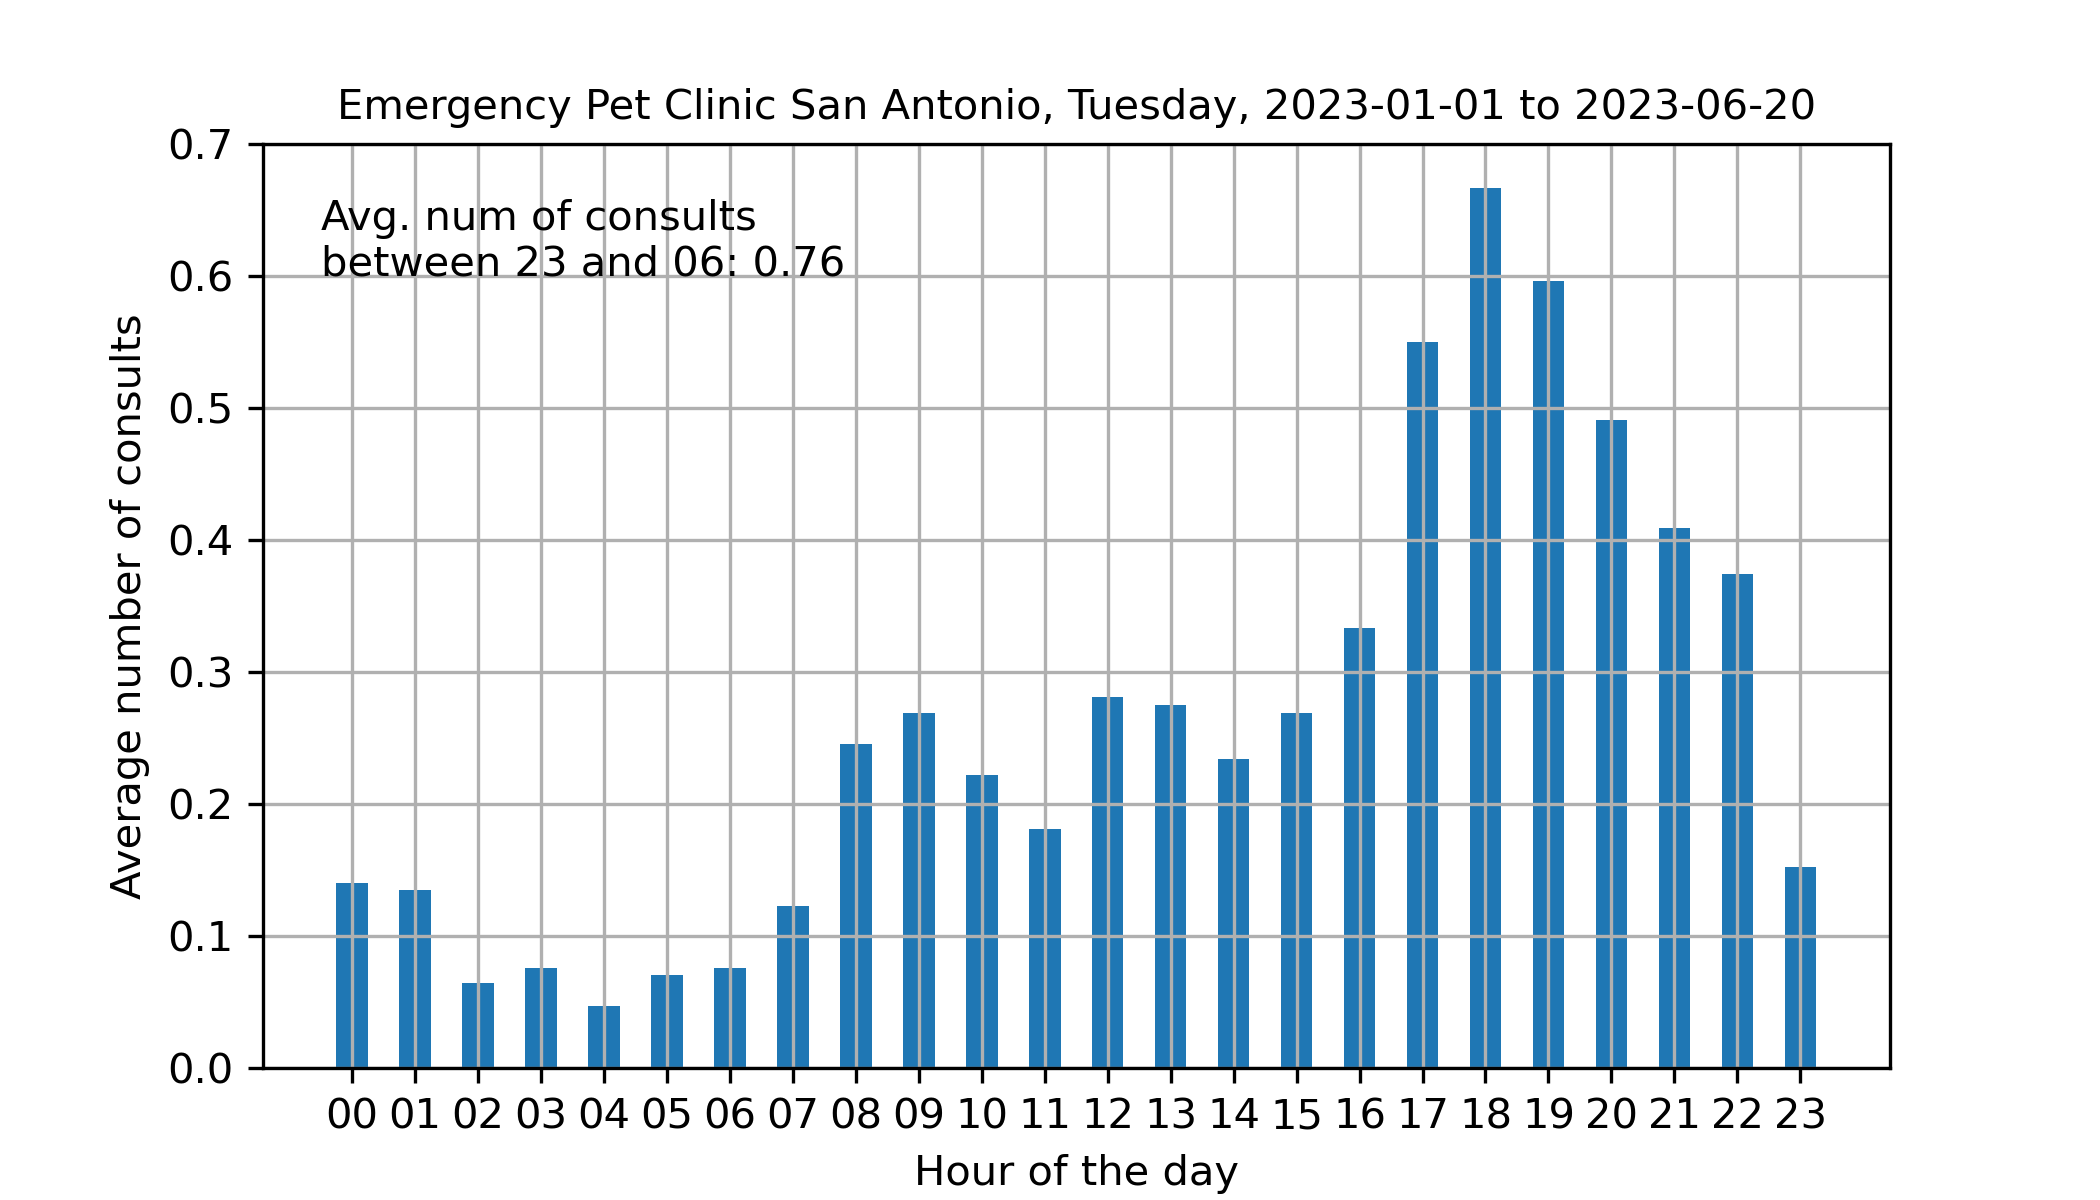 Emergency Pet Clinic San Antonio, Tuesday, 2023-01-01 to 2023-06-20
0.7
0.6
0.5
0.4
0.3
0.2
0.1
0.0
Average number of consults
Avg. num of consults
between 23 and 06: 0.76
00 01 02 03 04 05 06 07 08 09 10 11 12 13 14 15 16 17 18 19 20 21 22 23
Hour of the day